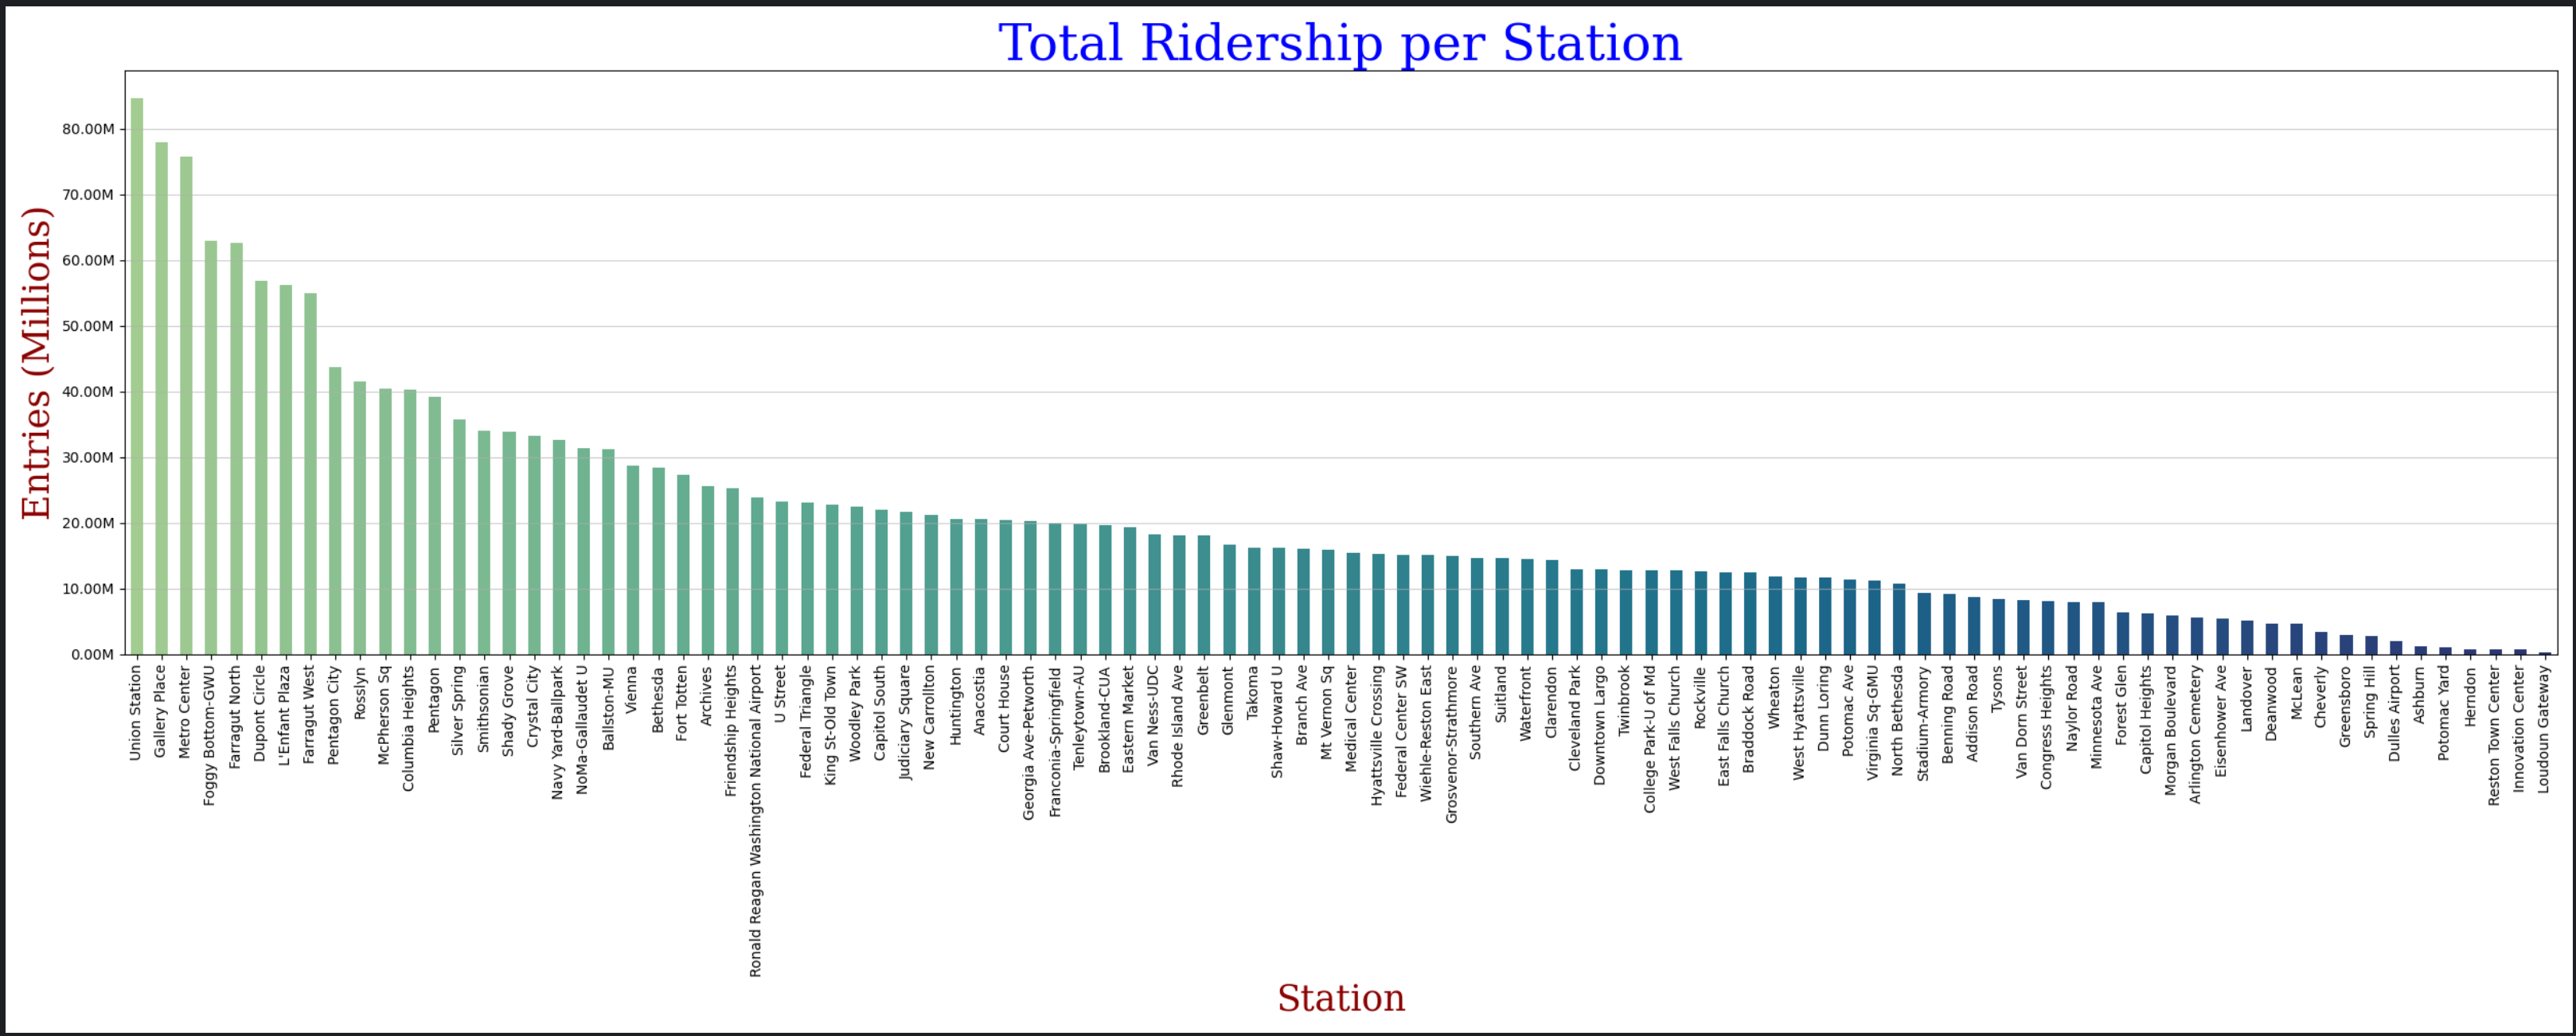 Total Ridership per Station
Entries (Millions)
80.00M
70.00M
60.00M
50.00M
40.00M
30.00M
20.00M
10.00M
0.00M
Union Station
Gallery Place
Metro Center
Foggy Bottom-GWU
Farragut North
Dupont Circle
L'Enfant Plaza
Farragut West
Pentagon City
Rosslyn
McPherson Sq
Columbia Heights
Pentagon
Silver Spring
Smithsonian
Shady Grove
Crystal City
Navy Yard-Ballpark
NoMa-Gallaudet U
Ballston-MU
Vienna
Bethesda
Fort Totten
Archives
Friendship Heights
Ronald Reagan Washington National Airport
U Street
Federal Triangle
King St-Old Town
Woodley Park
Capitol South
Judiciary Square
New Carrollton
Huntington
Anacostia
Court House
Georgia Ave-Petworth
Franconia-Springfield
Tenleytown-AU
Brookland-CUA
Eastern Market
Van Ness-UDC
Rhode Island Ave
Greenbelt
Glenmont
Takoma
Shaw-Howard U
Branch Ave
Mt Vernon Sq
Medical Center
Hyattsville Crossing
Federal Center SW
Wiehle-Reston East
Grosvenor-Strathmore
Southern Ave
Suitland
Waterfront
Clarendon
Cleveland Park
Downtown Largo
Twinbrook
College Park-U of Md
West Falls Church
Rockville
East Falls Church
Braddock Road
Wheaton
West Hyattsville
Dunn Loring
Potomac Ave
Virginia Sq-GMU
North Bethesda
Stadium-Armory
Benning Road
Addison Road
Tysons
Van Dorn Street
Congress Heights
Naylor Road
Minnesota Ave
Forest Glen
Capitol Heights
Morgan Boulevard
Arlington Cemetery
Eisenhower Ave
Landover
Deanwood
McLean
Cheverly
Greensboro
Spring Hill
Dulles Airport
Ashburn
Potomac Yard
Herndon
Reston Town Center
Innovation Center
Loudoun Gateway
Station